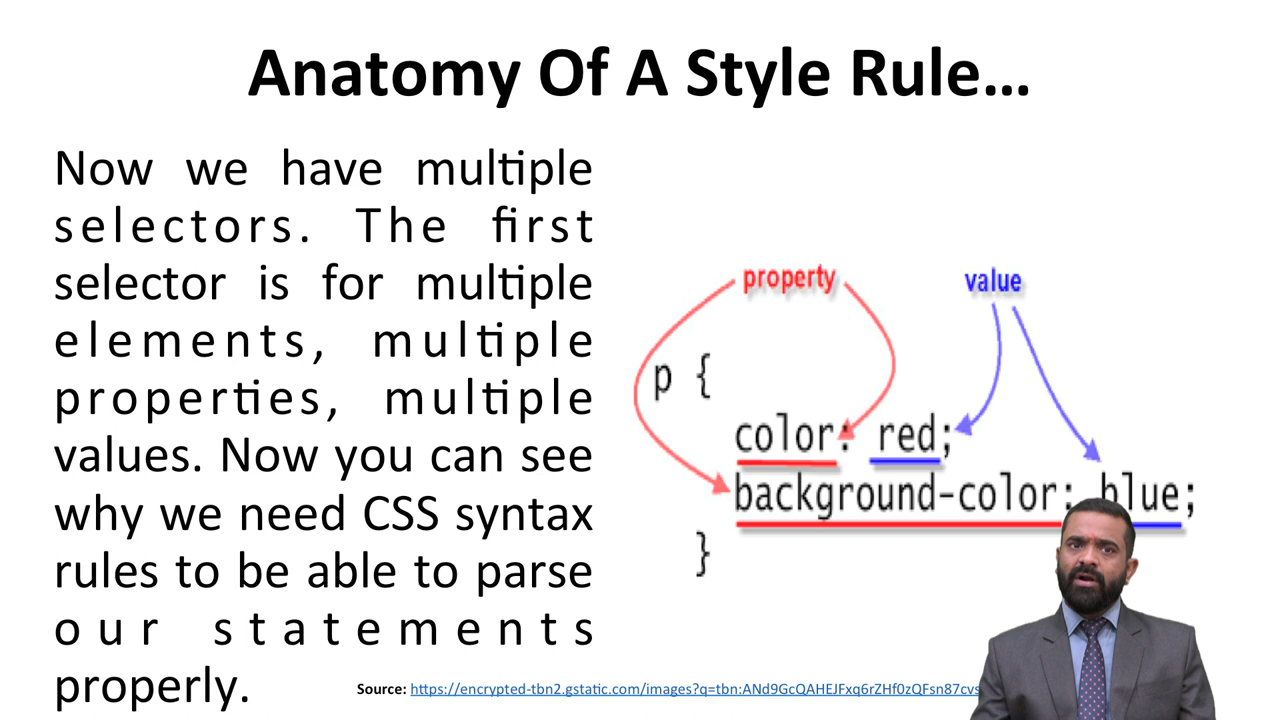 Anatomy Of A Style Rule…
Now we have multiple
selectors. The first
selector is for multiple
elements, multiple
properties, multiple
values. Now you can see
why we need CSS syntax
rules to be able to parse
our statements
properly.
property value
p {
color: red;
background-color: blue;
}
Source: https://encrypted-tbn2.gstatic.com/images?q=tbn:ANd9GcQAHEJFxq6rZHf0zQFsn87cvs